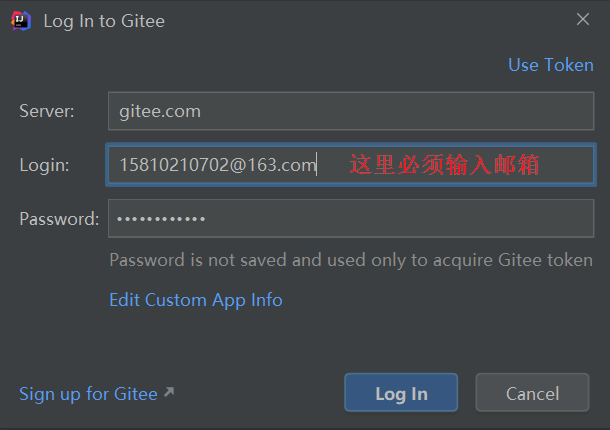 Log In to Gitee
Use Token
Server: gitee.com
Login: 15810210702@163.com 这里必须输入邮箱
Password: ••••••••••••
Password is not saved and used only to acquire Gitee token
Edit Custom App Info
Sign up for Gitee ↗ Log In Cancel